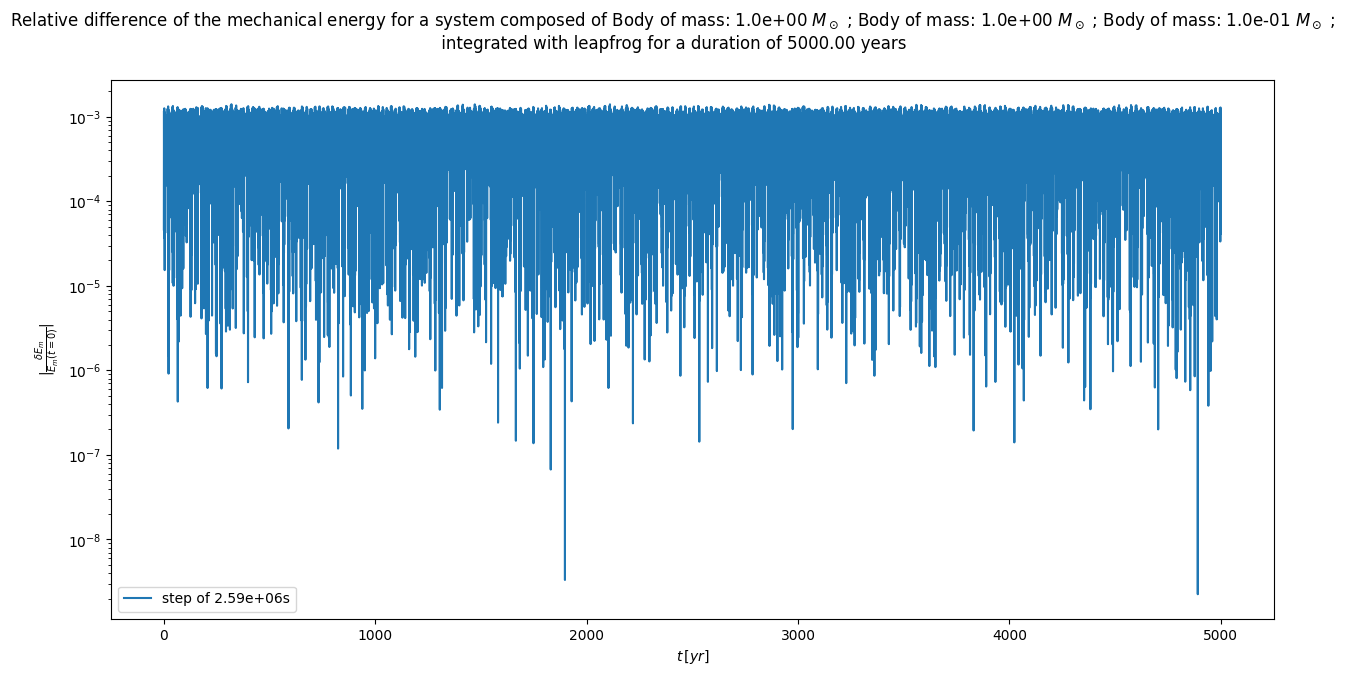 Relative difference of the mechanical energy for a system composed of Body of mass: 1.0e+00 $M_\odot$ ; Body of mass: 1.0e+00 $M_\odot$ ; Body of mass: 1.0e-01 $M_\odot$ ;
integrated with leapfrog for a duration of 5000.00 years
$10^{-3}$
$10^{-4}$
$10^{-5}$
$10^{-6}$
$10^{-7}$
$10^{-8}$
$|\frac{\delta E_m}{E_m(t=0)}|$
step of 2.59e+06s
0 1000 2000 3000 4000 5000
$t\,[yr]$